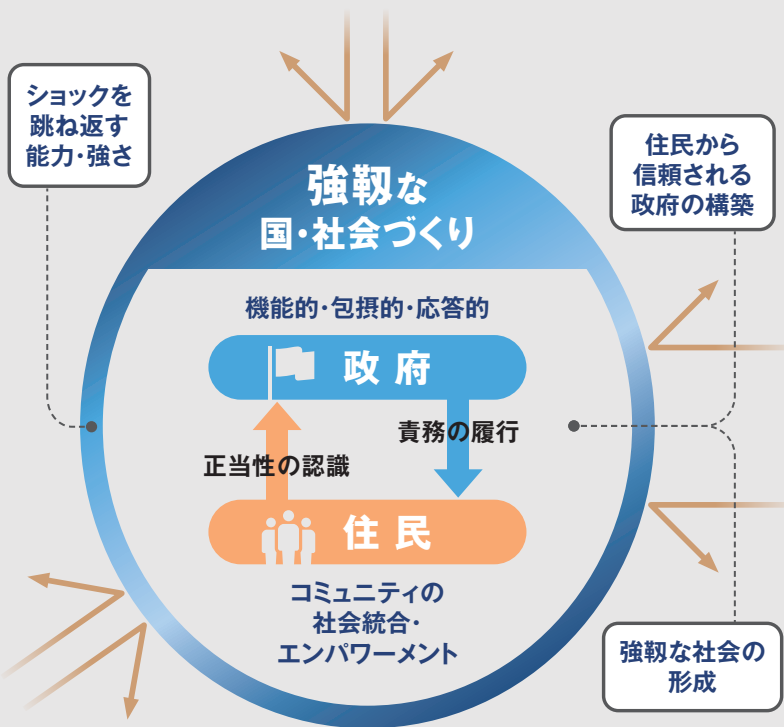 ショックを
跳ね返す
能力・強さ
強靱な
国・社会づくり
住民から
信頼される
政府の構築
機能的・包摂的・応答的
政府
責務の履行
正当性の認識
住民
コミュニティの
社会統合・
エンパワーメント
強靱な社会の
形成